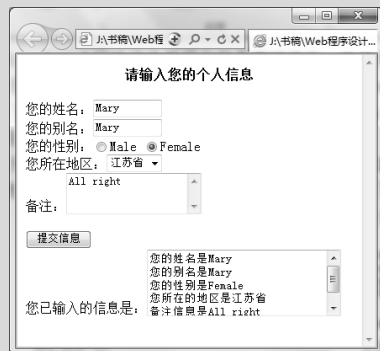 J:\书稿\Web程
J:\书稿\Web程序设计...
请输入您的个人信息
您的姓名：Mary
您的别名：Mary
您的性别：Male Female
您所在地区：江苏省
All right
备注：
提交信息
您的姓名是Mary
您的别名是Mary
您的性别是Female
您所在的地区是江苏省
备注信息是All right
您已输入的信息是：